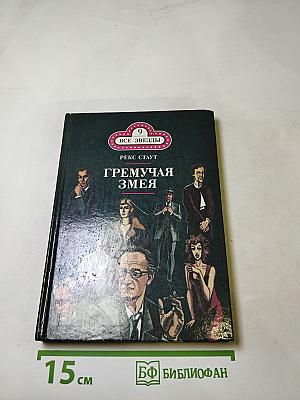 9
ВСЕ ЗВЕЗДЫ
РЕКС СТАУТ
ГРЕМУЧАЯ
ЗМЕЯ
15 см
БФ БИБЛИОФАН